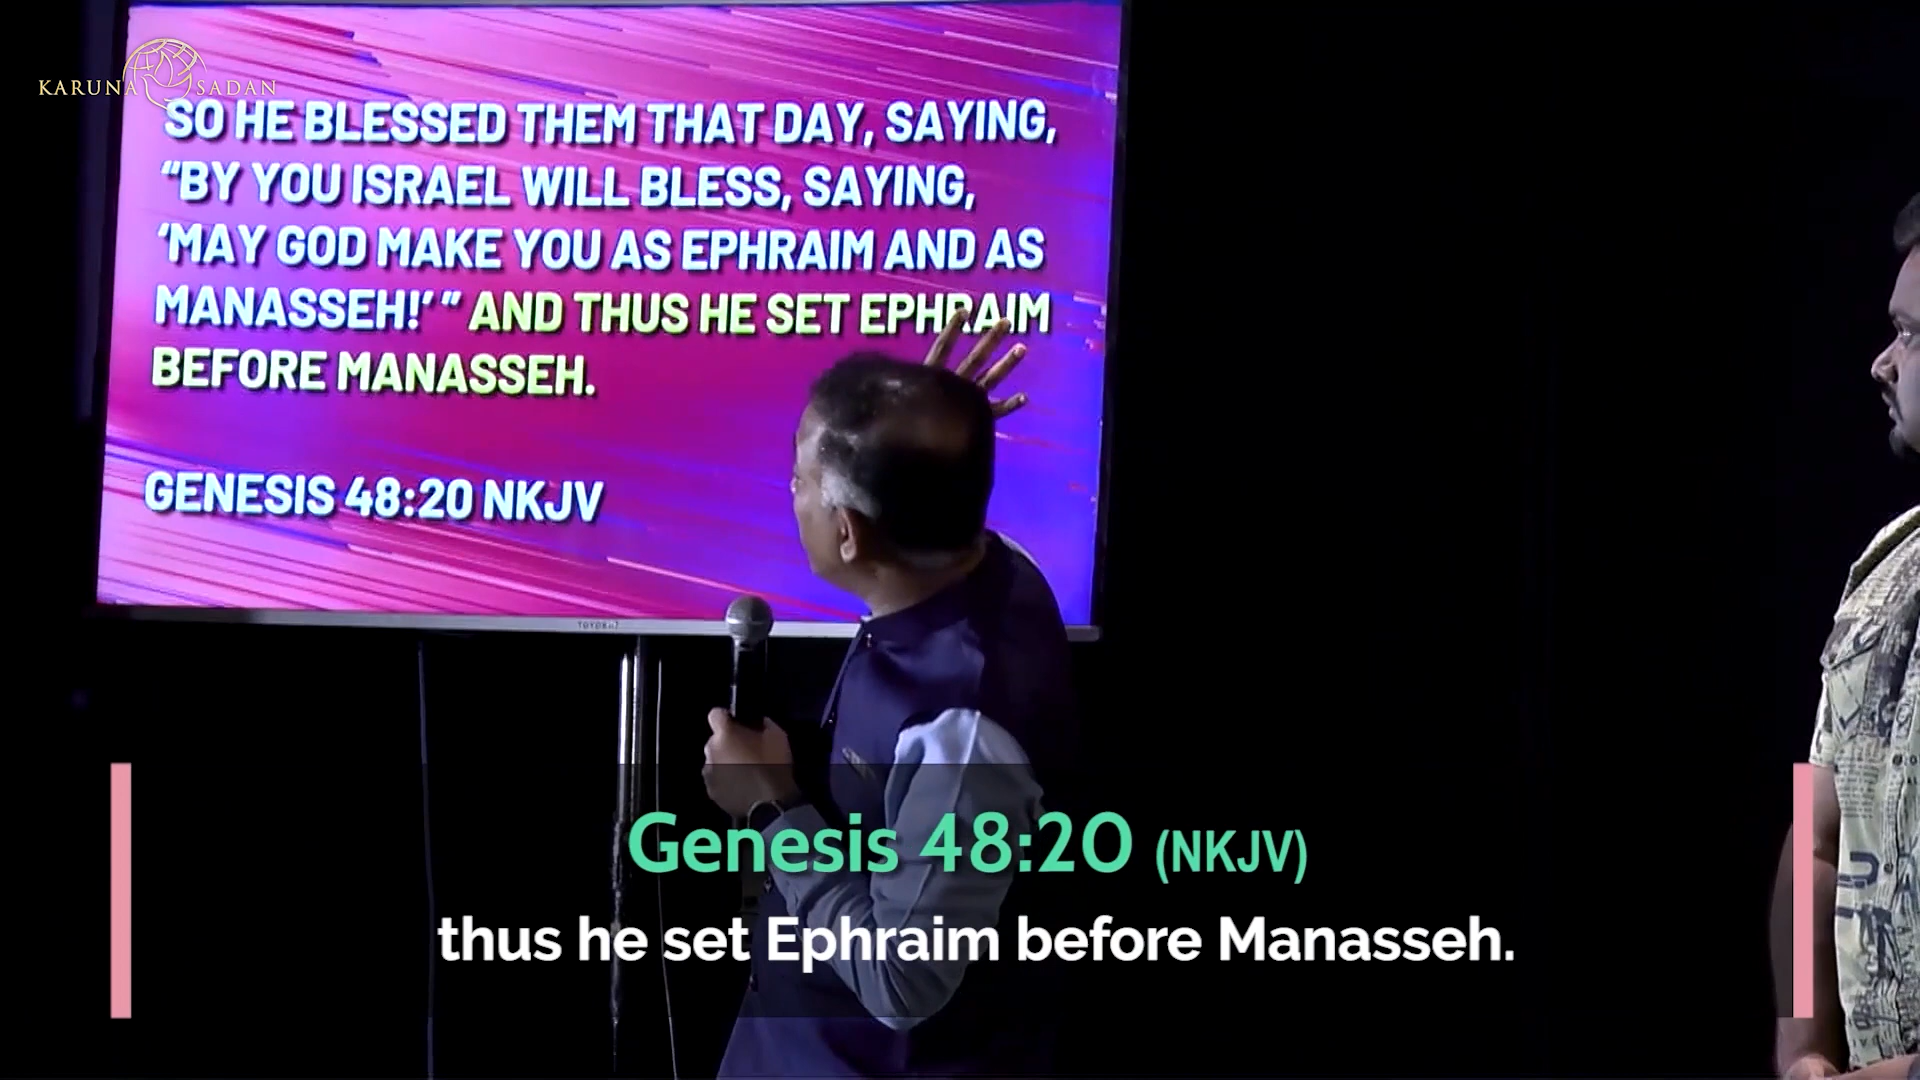 KARUNA SADAN
SO HE BLESSED THEM THAT DAY, SAYING,
“BY YOU ISRAEL WILL BLESS, SAYING,
‘MAY GOD MAKE YOU AS EPHRAIM AND AS
MANASSEH!’” AND THUS HE SET EPHRAIM
BEFORE MANASSEH.
GENESIS 48:20 NKJV
Genesis 48:20 (NKJV)
thus he set Ephraim before Manasseh.